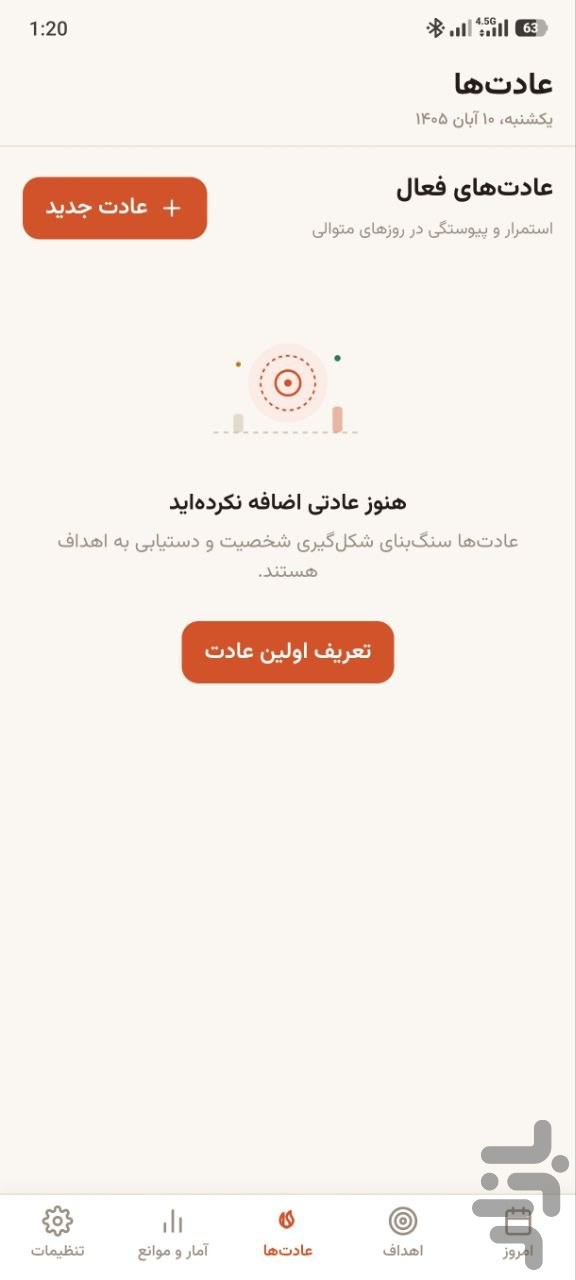 1:20
4.5G
63
عادت‌ها
یکشنبه، ۱۰ آبان ۱۴۰۵
عادت‌های فعال
+ عادت جدید
استمرار و پیوستگی در روزهای متوالی
هنوز عادتی اضافه نکرده‌اید
عادت‌ها سنگ‌بنای شکل‌گیری شخصیت و دستیابی به اهداف
هستند.
تعریف اولین عادت
امروز
اهداف
عادت‌ها
آمار و موانع
تنظیمات